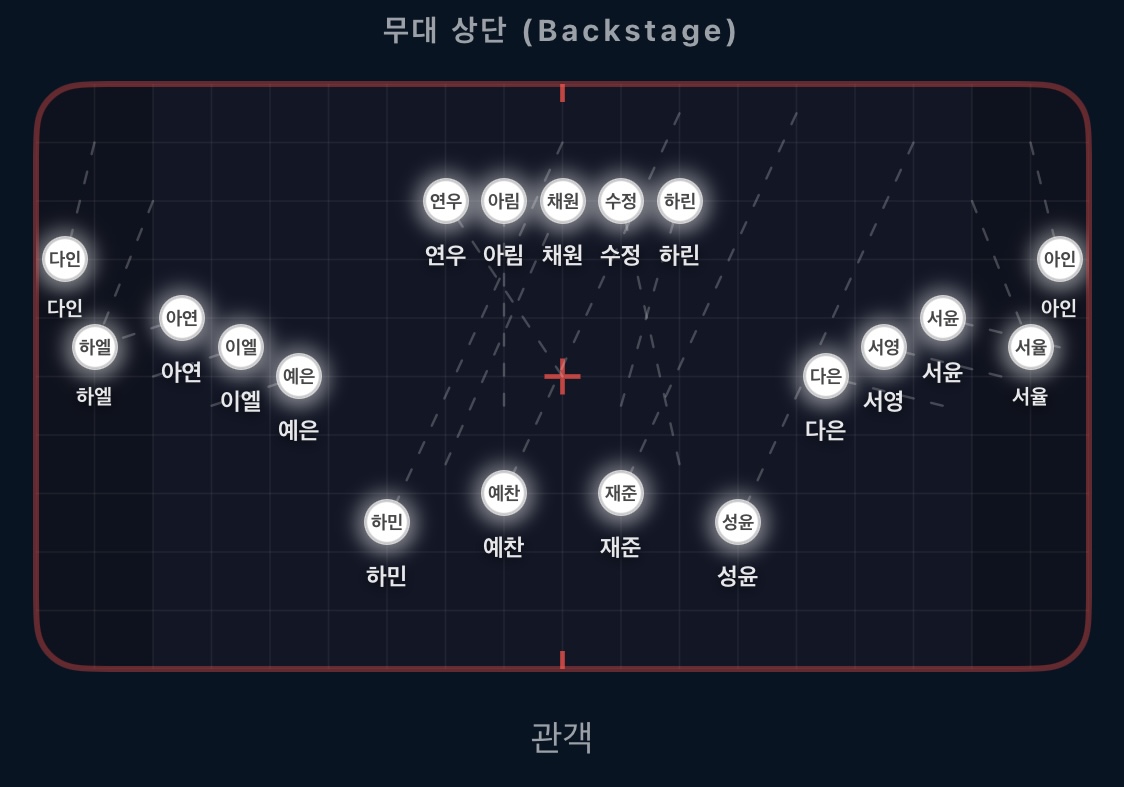 무대 상단 (Backstage)
연우 아림 채원 수정 하린
연우 아림 채원 수정 하린
다인 아인
다인 아인
아연 서윤
하엘 이엘 서영 서율
아연 서윤
예은 다은
하엘 이엘 서영 서율
예은 다은
예찬 재준
하민 성윤
예찬 재준
하민 성윤
관객